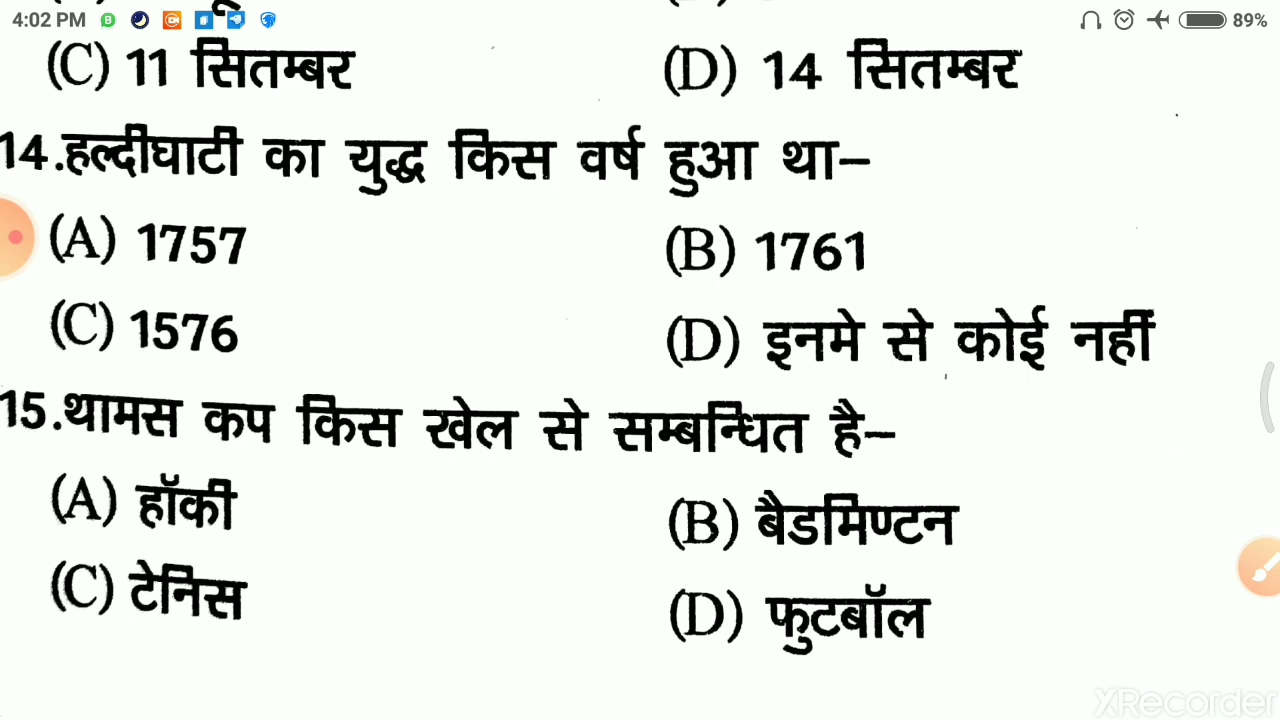 4:02 PM 89%
(C) 11 सितम्बर (D) 14 सितम्बर
14.हल्दीघाटी का युद्ध किस वर्ष हुआ था–
(A) 1757 (B) 1761
(C) 1576 (D) इनमे से कोई नहीं
15.थामस कप किस खेल से सम्बन्धित है–
(A) हॉकी (B) बैडमिण्टन
(C) टेनिस (D) फुटबॉल
XRecorder